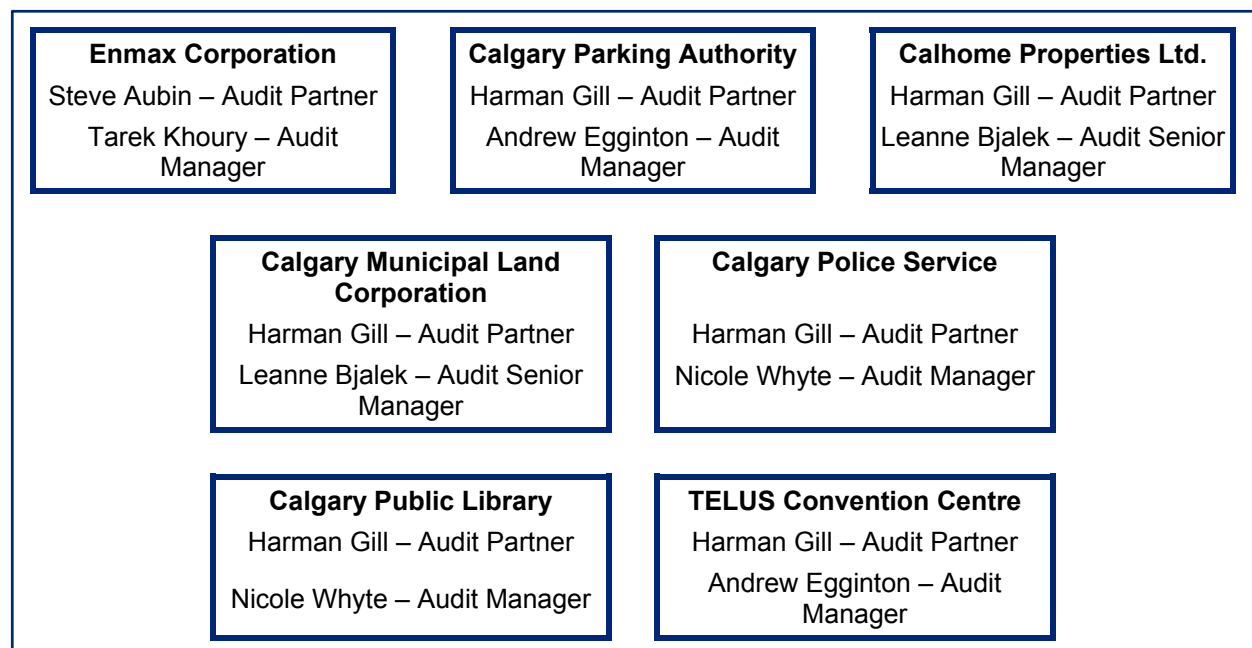 Enmax Corporation
Steve Aubin – Audit Partner
Tarek Khoury – Audit
Manager
Calgary Parking Authority
Harman Gill – Audit Partner
Andrew Egginton – Audit
Manager
Calhome Properties Ltd.
Harman Gill – Audit Partner
Leanne Bjalek – Audit Senior
Manager
Calgary Municipal Land
Corporation
Harman Gill – Audit Partner
Leanne Bjalek – Audit Senior
Manager
Calgary Police Service
Harman Gill – Audit Partner
Nicole Whyte – Audit Manager
Calgary Public Library
Harman Gill – Audit Partner
Nicole Whyte – Audit Manager
TELUS Convention Centre
Harman Gill – Audit Partner
Andrew Egginton – Audit
Manager